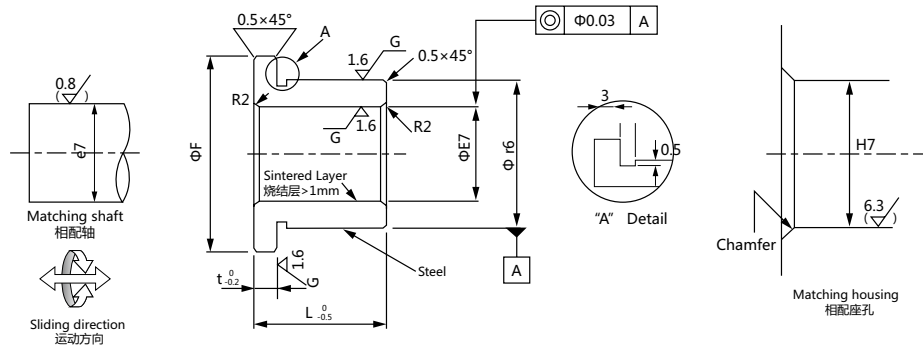 0.8
e7
Matching shaft
相配轴
Sliding direction
运动方向
0.5×45°
A
G
1.6
0.5×45°
◎ Φ0.03 A
R2
G
1.6
R2
ΦF
ΦE7
Φ r6
Sintered Layer
烧结层>1mm
Steel
A
1.6
G
t 0 -0.2
L 0 -0.5
3
0.5
"A" Detail
H7
6.3
Chamfer
Matching housing
相配座孔